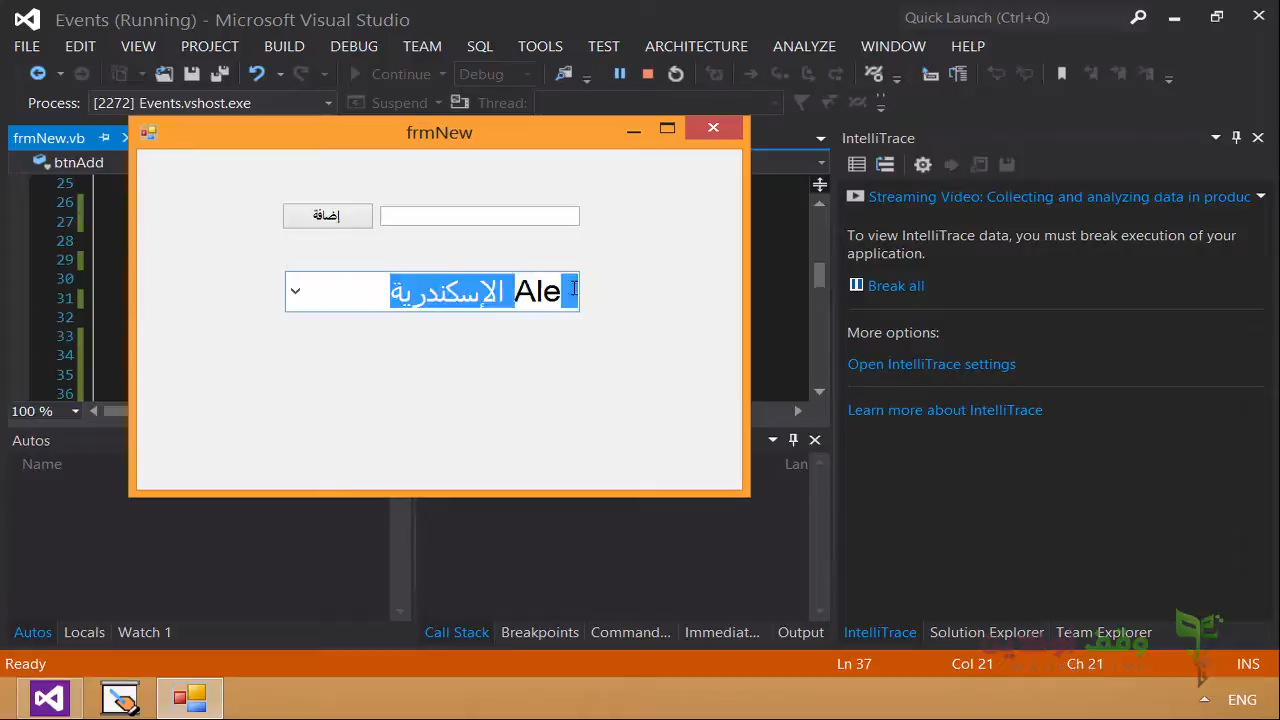 Events (Running) - Microsoft Visual Studio
Quick Launch (Ctrl+Q)
FILE EDIT VIEW PROJECT BUILD DEBUG TEAM SQL TOOLS TEST ARCHITECTURE ANALYZE WINDOW HELP
Continue Debug
Process: [2272] Events.vshost.exe Suspend Thread:
frmNew.vb
frmNew
IntelliTrace
btnAdd
25
26
27
28
29
30
31
32
33
34
35
36
إضافة
Ale الإسكندرية
Streaming Video: Collecting and analyzing data in produc
To view IntelliTrace data, you must break execution of your
application.
Break all
More options:
Open IntelliTrace settings
Learn more about IntelliTrace
100 %
Autos
Name
Lan
Autos Locals Watch 1
Call Stack Breakpoints Command... Immediat... Output
IntelliTrace Solution Explorer Team Explorer
Ready
Ln 37 Col 21 Ch 21 INS
ENG